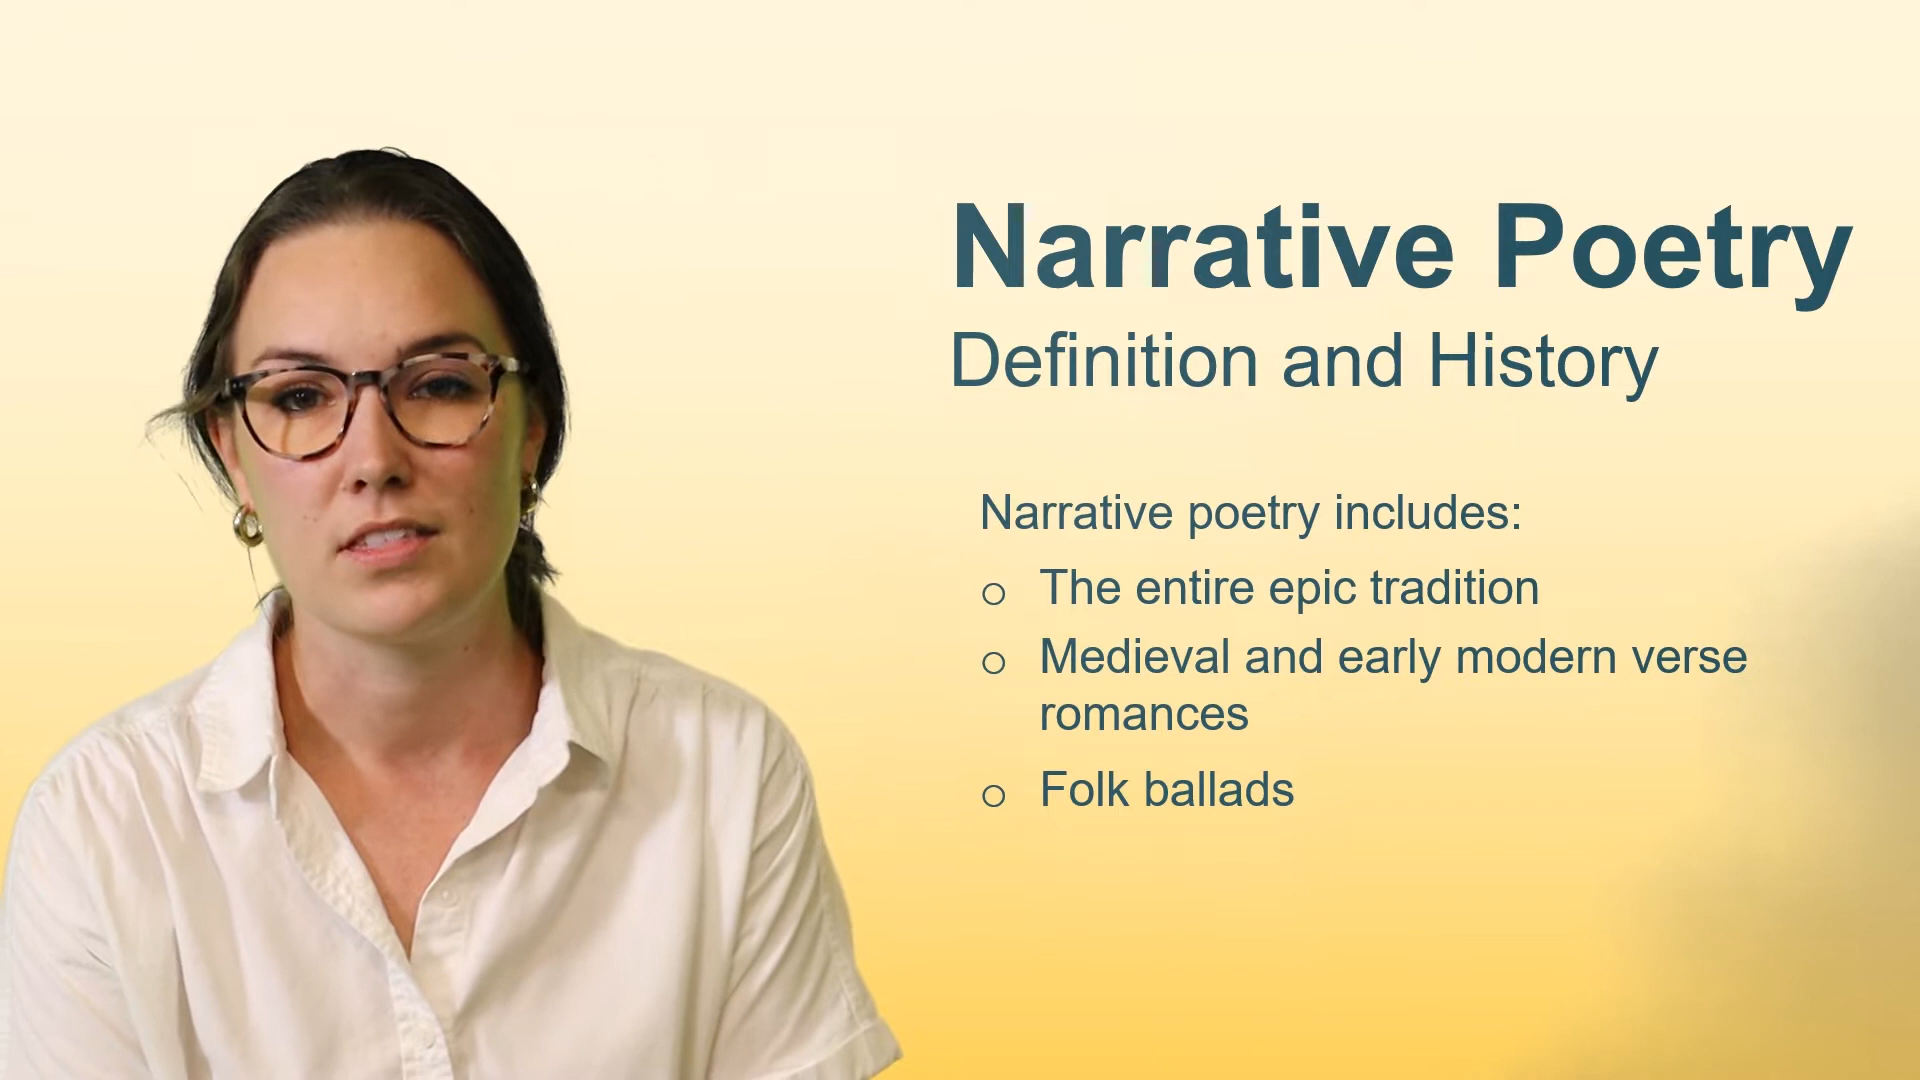 Narrative Poetry
Definition and History
Narrative poetry includes:
○ The entire epic tradition
○ Medieval and early modern verse
romances
○ Folk ballads